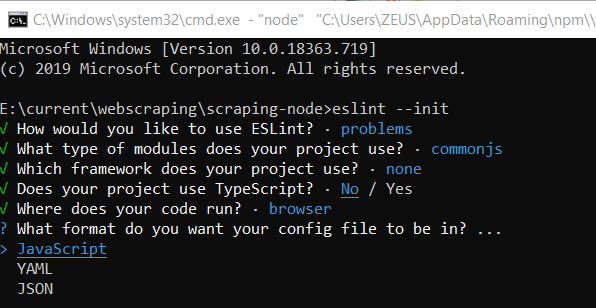 C:\Windows\system32\cmd.exe - "node" "C:\Users\ZEUS\AppData\Roaming\npm\\
Microsoft Windows [Version 10.0.18363.719]
(c) 2019 Microsoft Corporation. All rights reserved.
E:\current\webscraping\scraping-node>eslint --init
√ How would you like to use ESLint? · problems
√ What type of modules does your project use? · commonjs
√ Which framework does your project use? · none
√ Does your project use TypeScript? · No / Yes
√ Where does your code run? · browser
? What format do you want your config file to be in? ...
> JavaScript
YAML
JSON